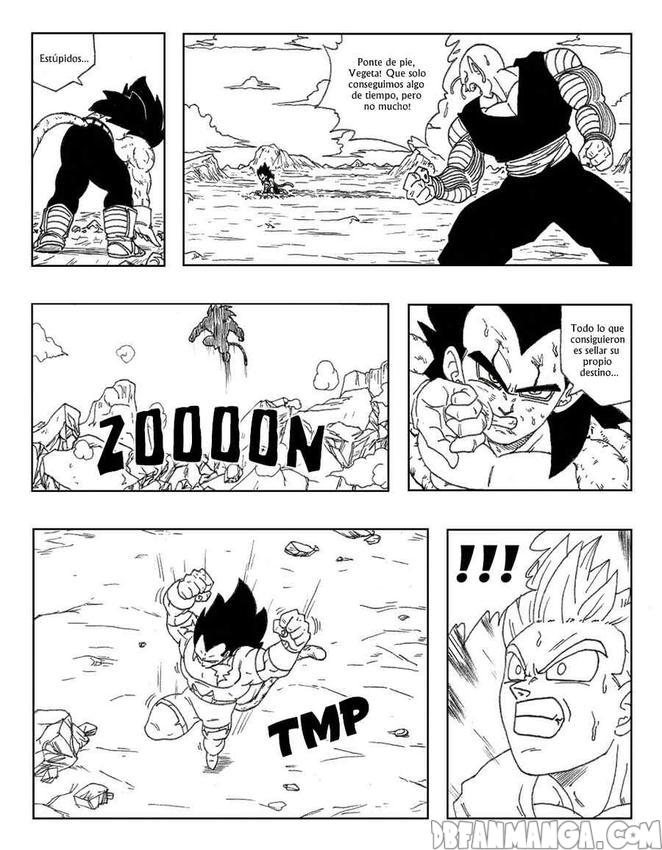 Estúpidos...
Ponte de pie,
Vegeta! Que solo
conseguimos algo
de tiempo, pero
no mucho!
ZOOOON
Todo lo que
consiguieron
es sellar su
propio
destino...
TMP
!!!
DBFANMANGA.COM